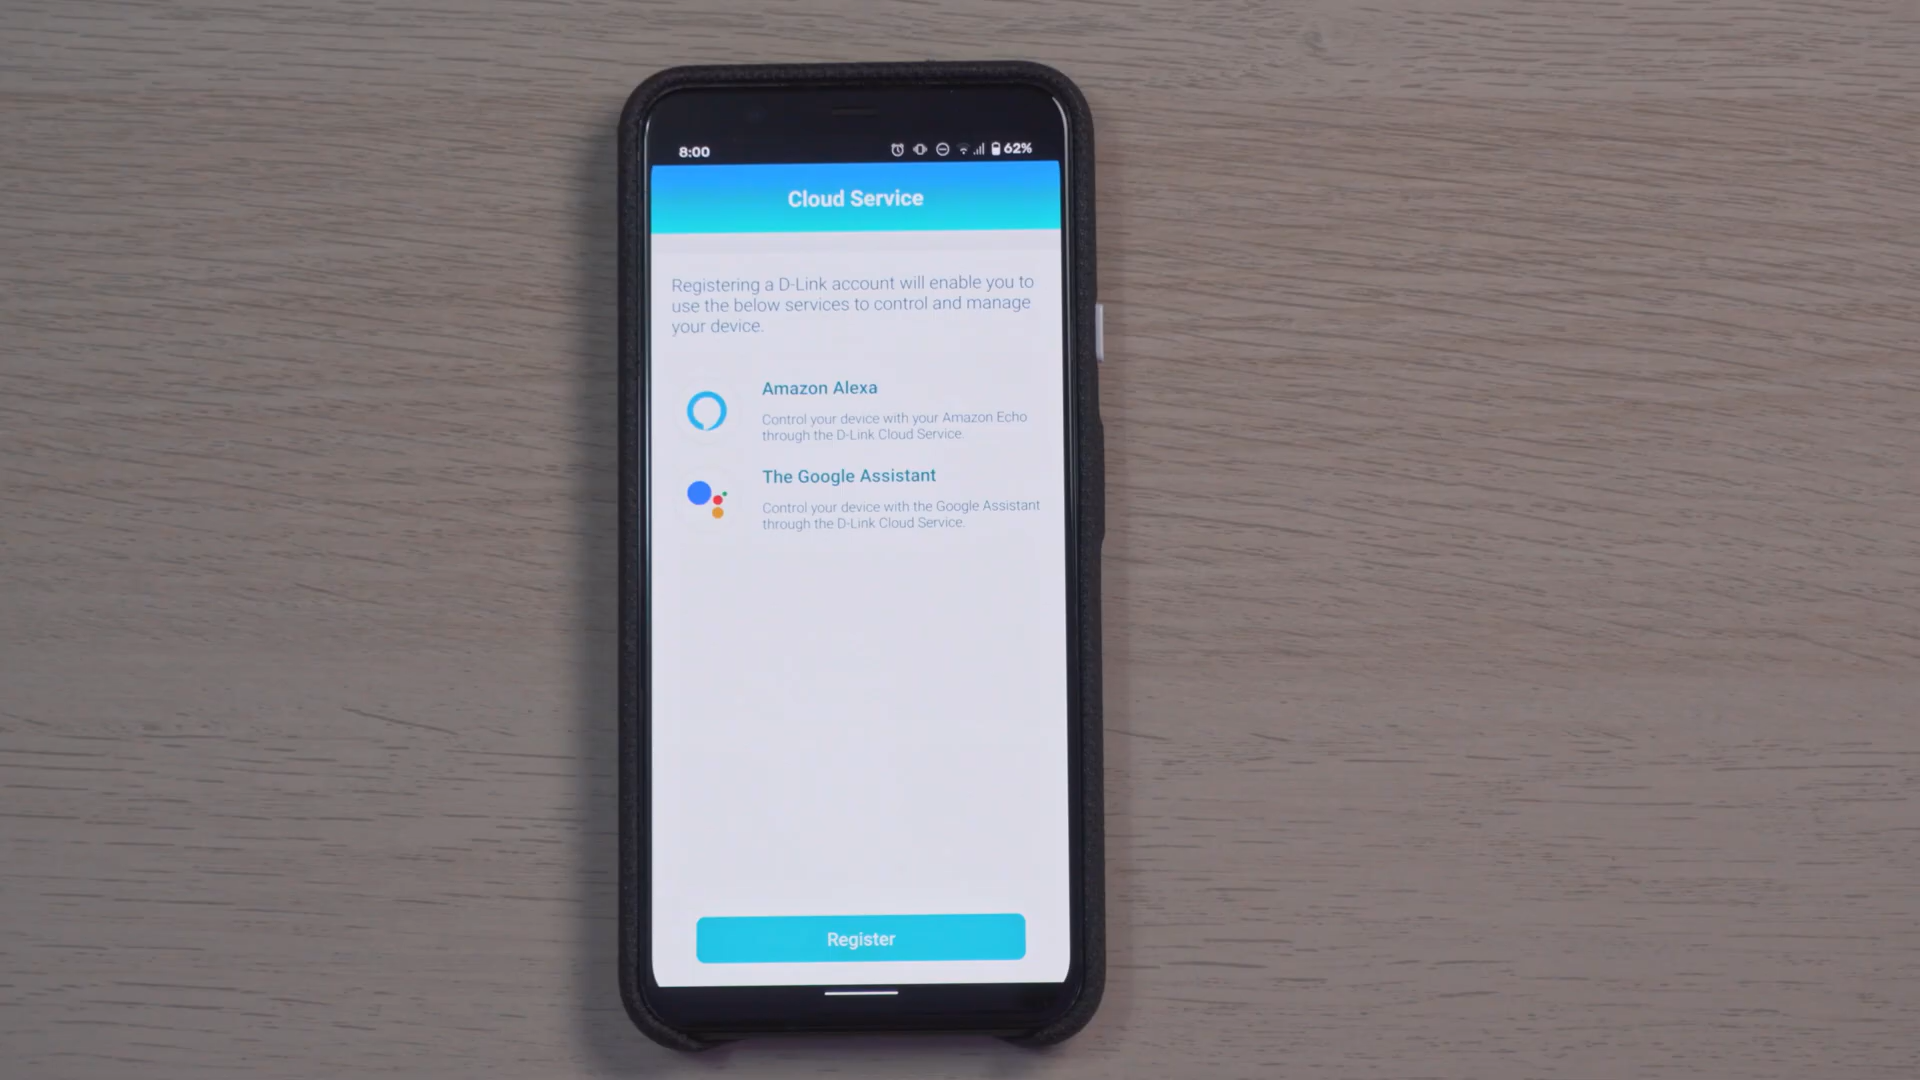 8:00 62%
Cloud Service
Registering a D-Link account will enable you to
use the below services to control and manage
your device.
Amazon Alexa
Control your device with your Amazon Echo
through the D-Link Cloud Service.
The Google Assistant
Control your device with the Google Assistant
through the D-Link Cloud Service.
Register